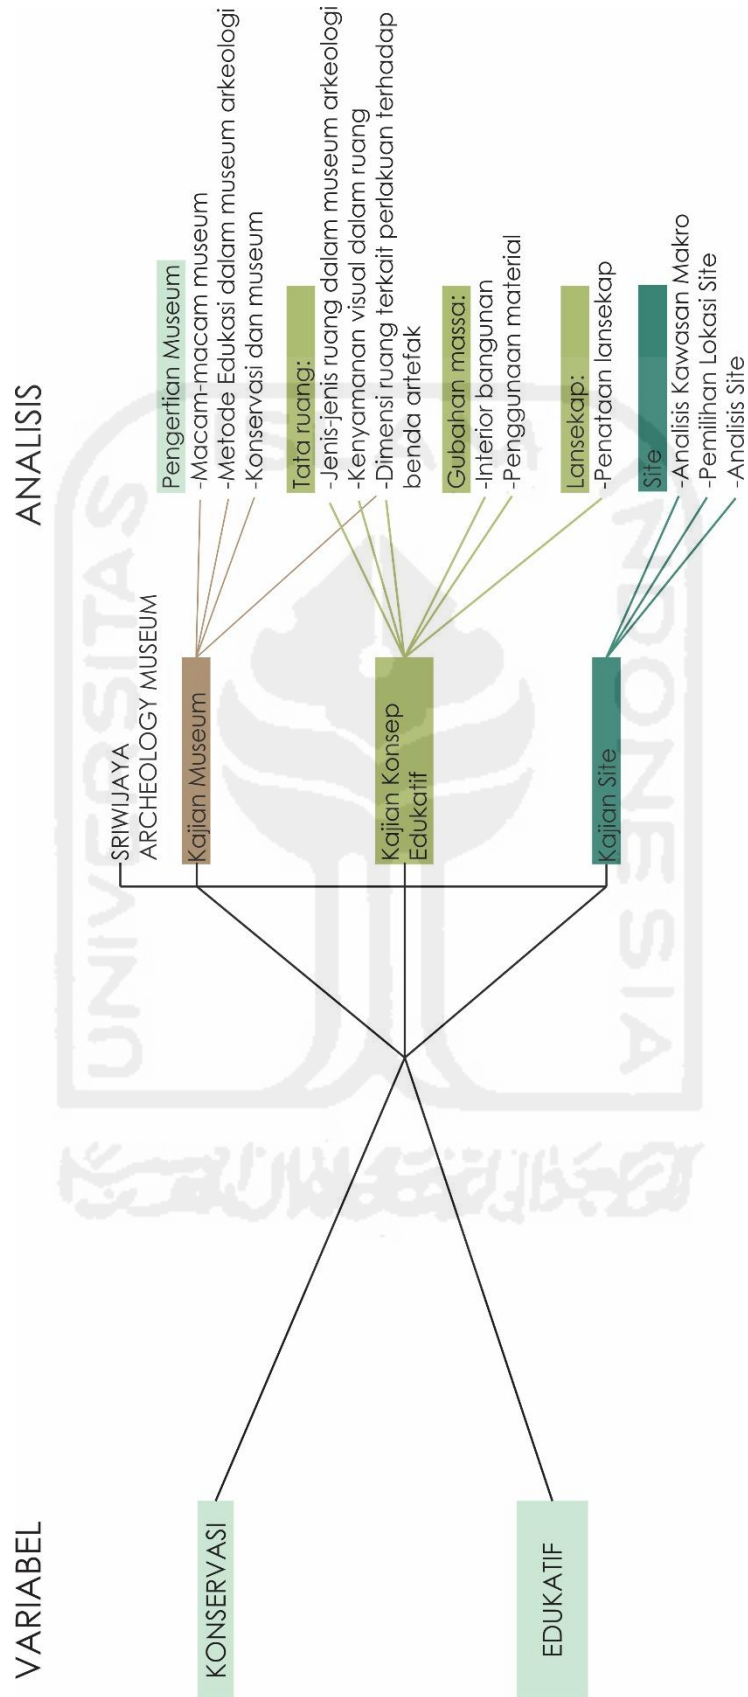 VARIABEL
ANALISIS
KONSERVASI
EDUKATIF
SRIWIJAYA
ARCHEOLOGY MUSEUM
Kajian Museum
Kajian Konsep
Edukatif
Kajian Site
Pengertian Museum
-Macam-macam museum
-Metode Edukasi dalam museum arkeologi
-Konservasi dan museum
Tata ruang:
-Jenis-jenis ruang dalam museum arkeologi
-Kenyamanan visual dalam ruang
-Dimensi ruang terkait perlakuan terhadap
benda artefak
Gubahan massa:
-Interior bangunan
-Penggunaan material
Lansekap:
-Penataan lansekap
Site
-Analisis Kawasan Makro
-Pemilihan Lokasi Site
-Analisis Site
UNIVERSITAS
ISLAM
INDONESIA